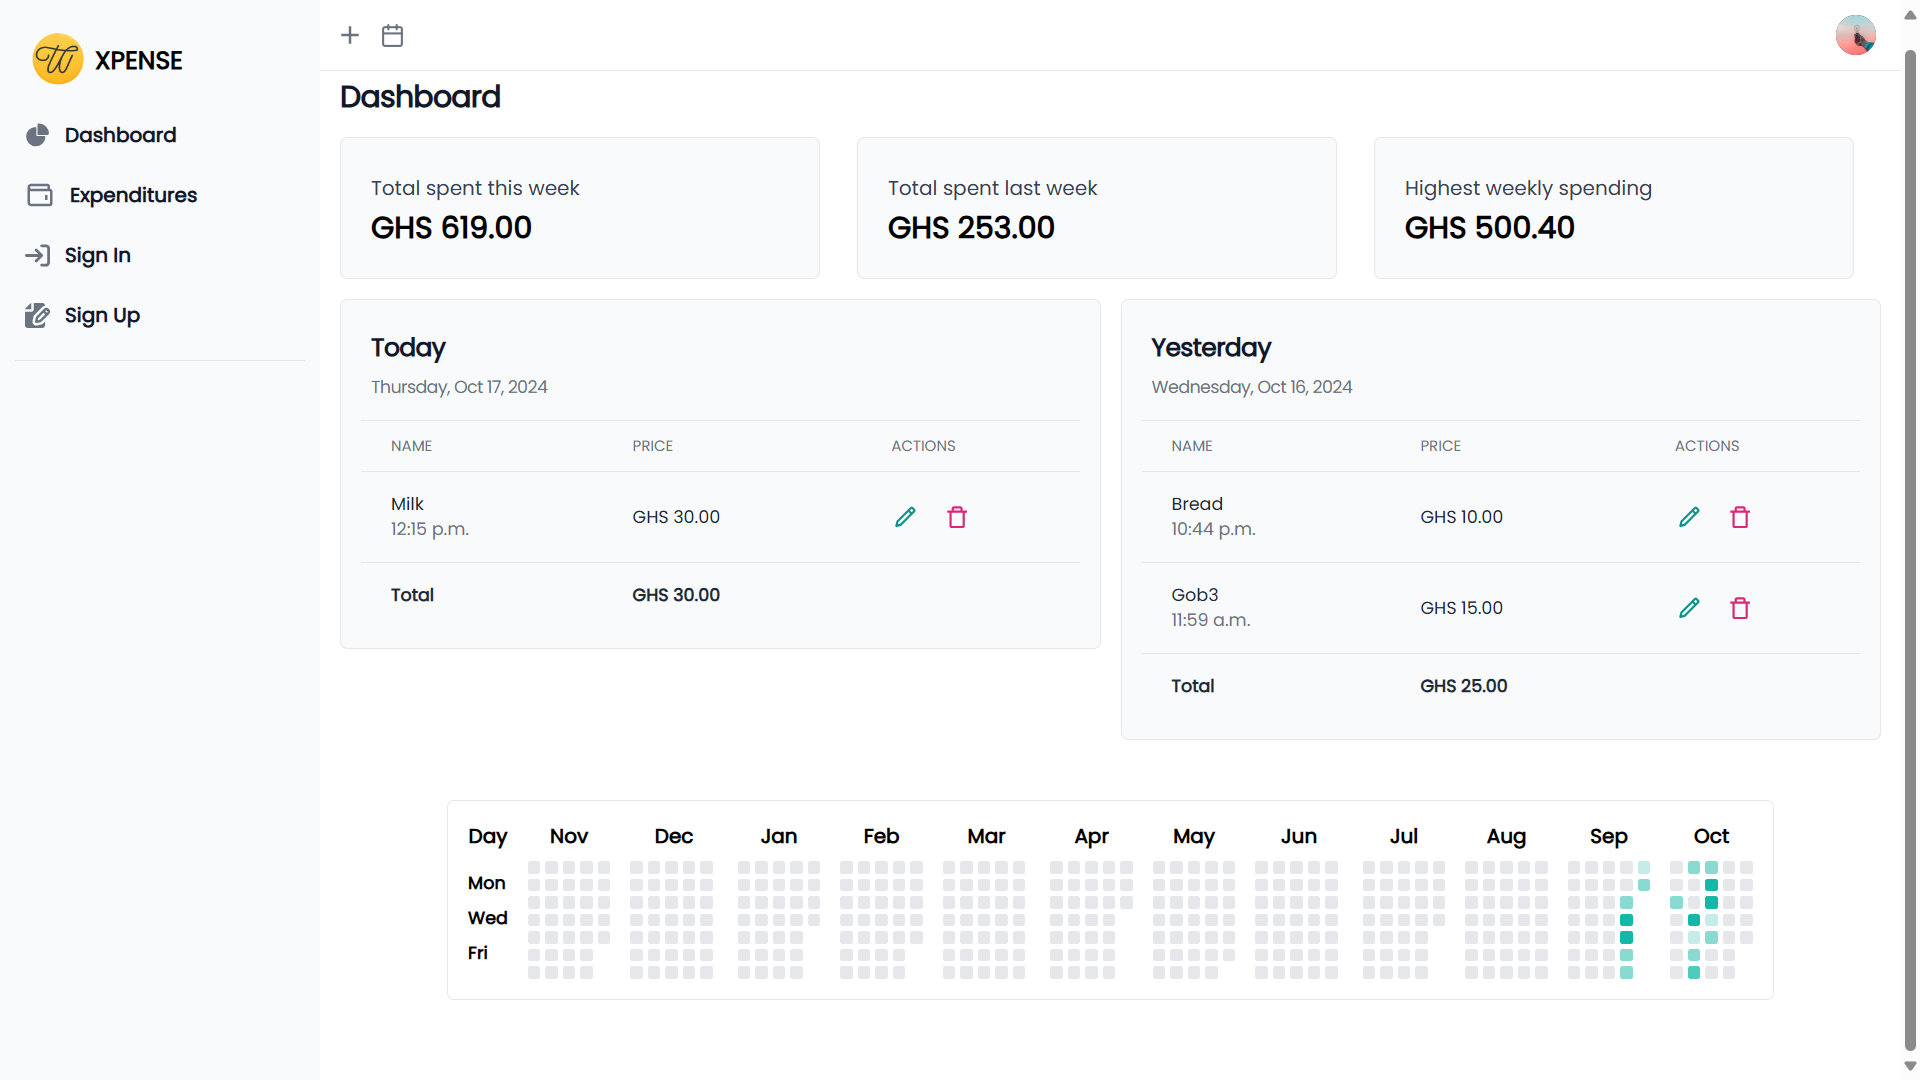 XPENSE
Dashboard
Expenditures
Sign In
Sign Up
Dashboard
Total spent this week
GHS 619.00
Total spent last week
GHS 253.00
Highest weekly spending
GHS 500.40
Today
Thursday, Oct 17, 2024
NAME PRICE ACTIONS
Milk
12:15 p.m.
GHS 30.00
Total GHS 30.00
Yesterday
Wednesday, Oct 16, 2024
NAME PRICE ACTIONS
Bread
10:44 p.m.
GHS 10.00
Gob3
11:59 a.m.
GHS 15.00
Total GHS 25.00
Day Nov Dec Jan Feb Mar Apr May Jun Jul Aug Sep Oct
Mon
Wed
Fri